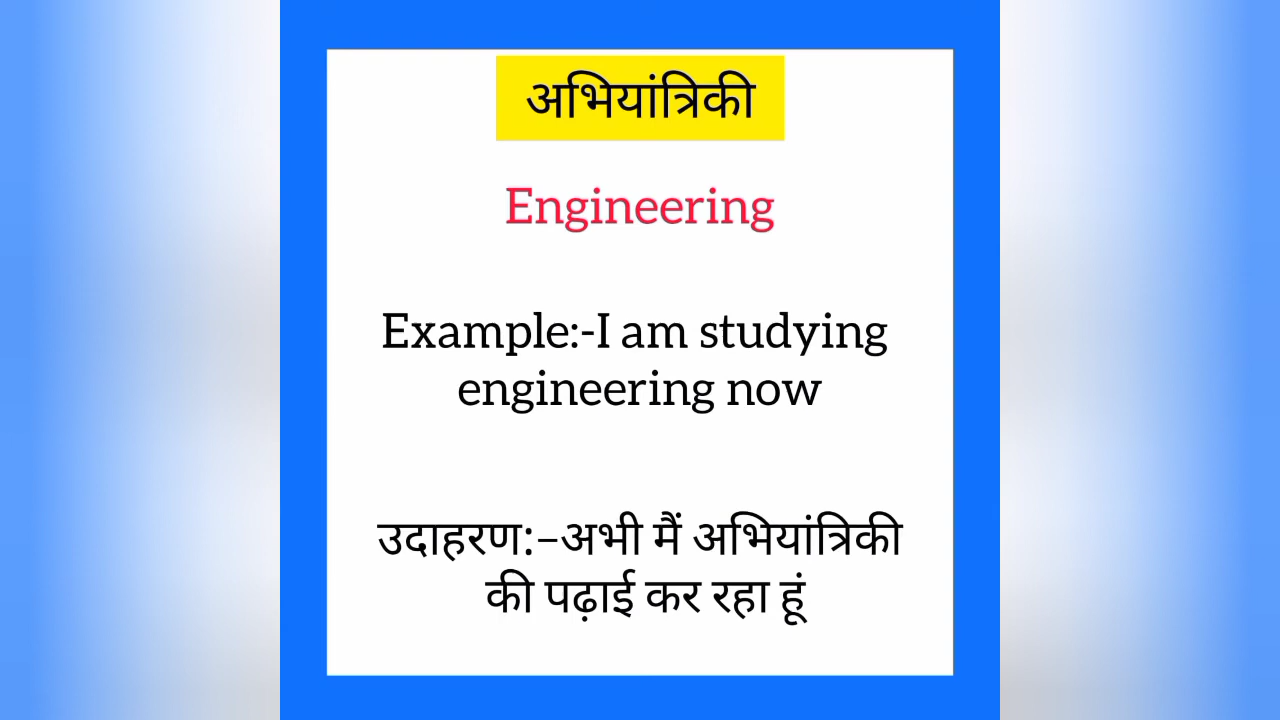 अभियांत्रिकी
Engineering
Example:-I am studying
engineering now
उदाहरण:–अभी मैं अभियांत्रिकी
की पढ़ाई कर रहा हूं